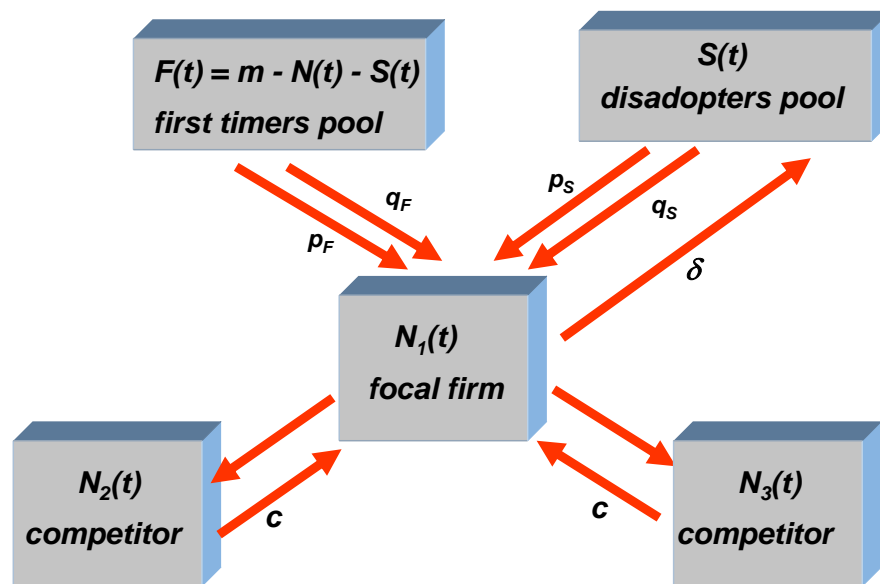 F(t) = m - N(t) - S(t)
first timers pool
S(t)
disadopters pool
p_F
q_F
p_S
q_S
δ
N_1(t)
focal firm
N_2(t)
competitor
c
c
N_3(t)
competitor